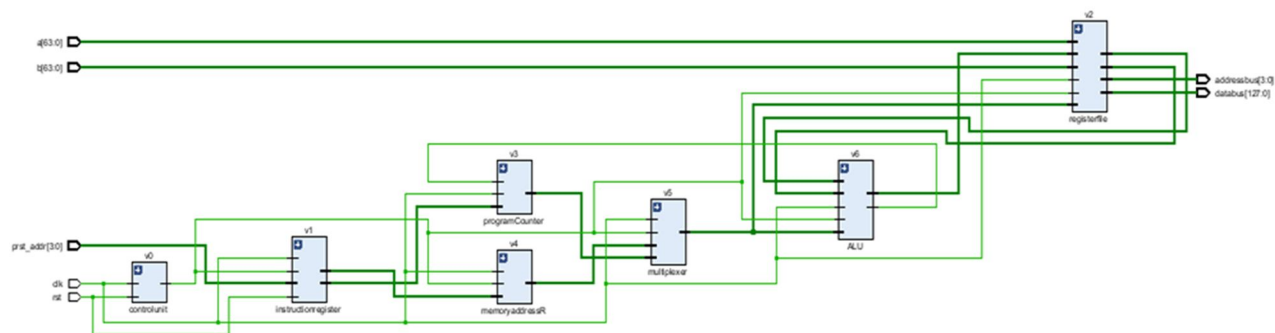 v2
a[63:0]
b[63:0]
addressbus[3:0]
databus[127:0]
registerfile
v3
v6
v5
programCounter
v1
prst_addr[3:0]
v4
ALU
v0
multiplexer
clk
rst
controlunit
instructionregister
memoryaddressR